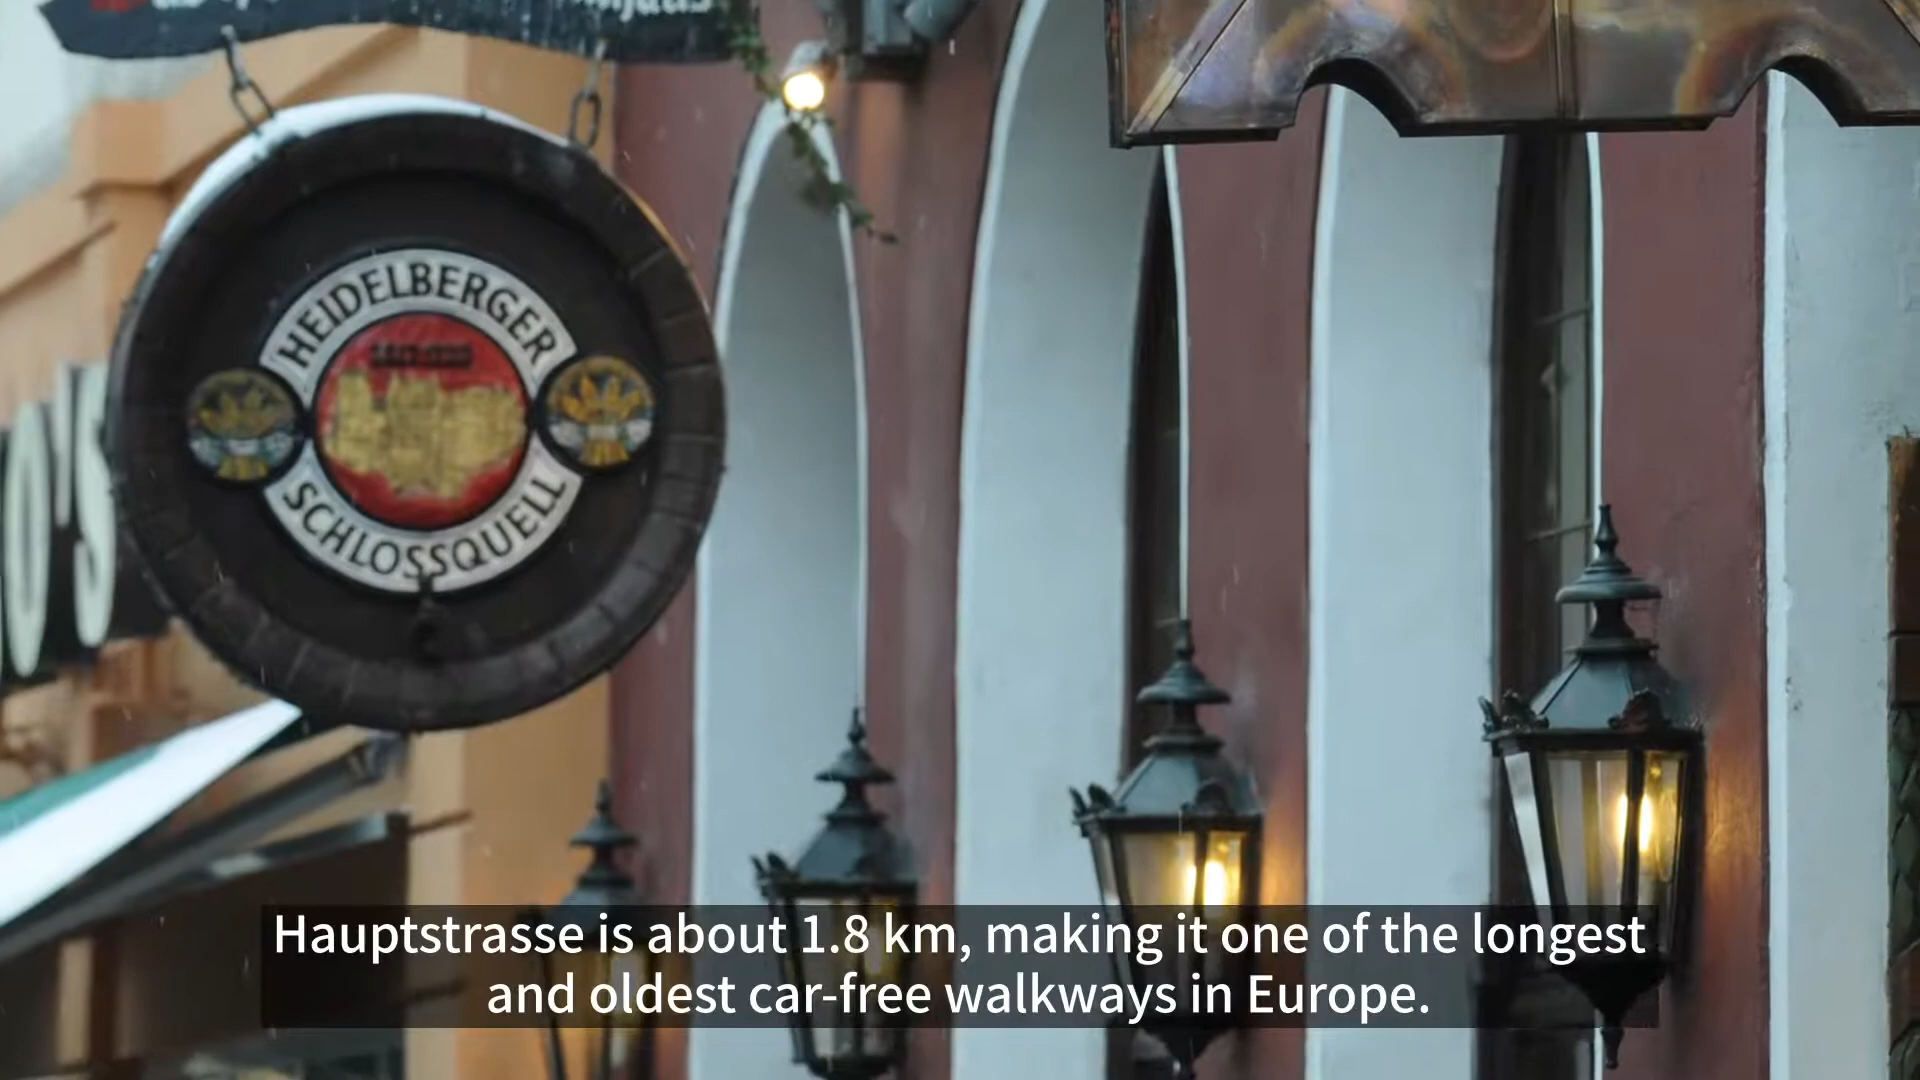 O'S
HEIDELBERGER
SCHLOSSQUELL
Hauptstrasse is about 1.8 km, making it one of the longest
and oldest car-free walkways in Europe.